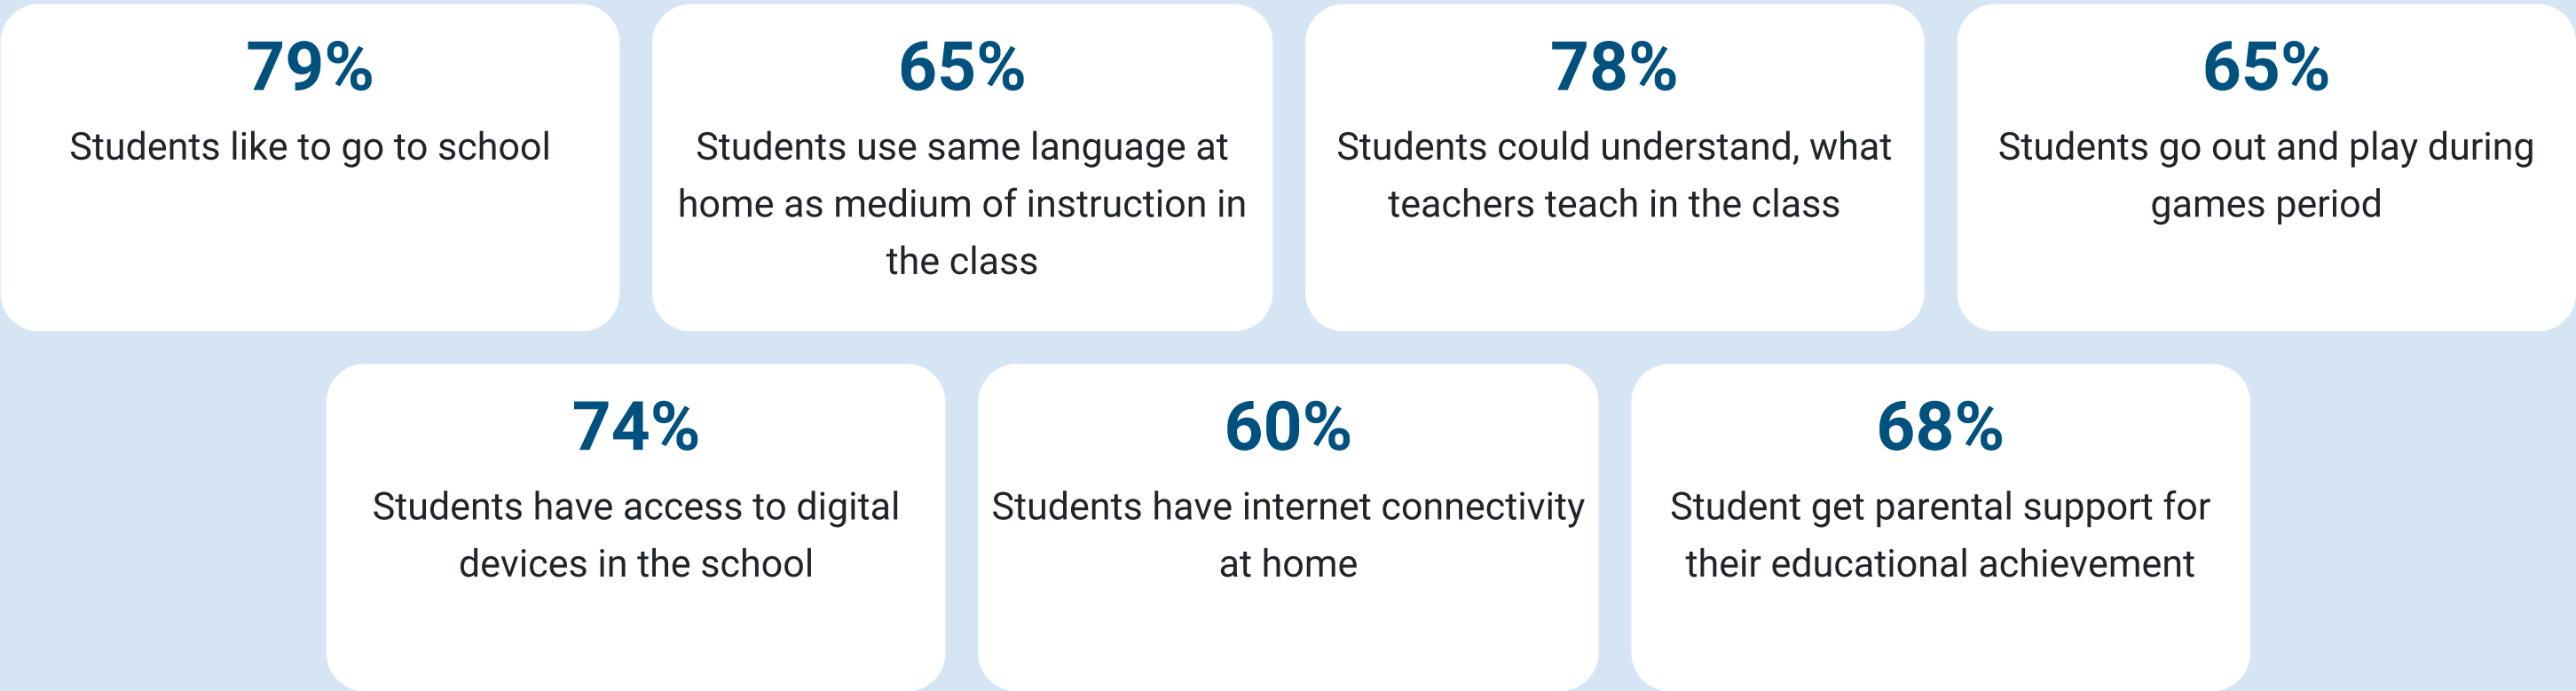 79%
Students like to go to school
65%
Students use same language at
home as medium of instruction in
the class
78%
Students could understand, what
teachers teach in the class
65%
Students go out and play during
games period
74%
Students have access to digital
devices in the school
60%
Students have internet connectivity
at home
68%
Student get parental support for
their educational achievement